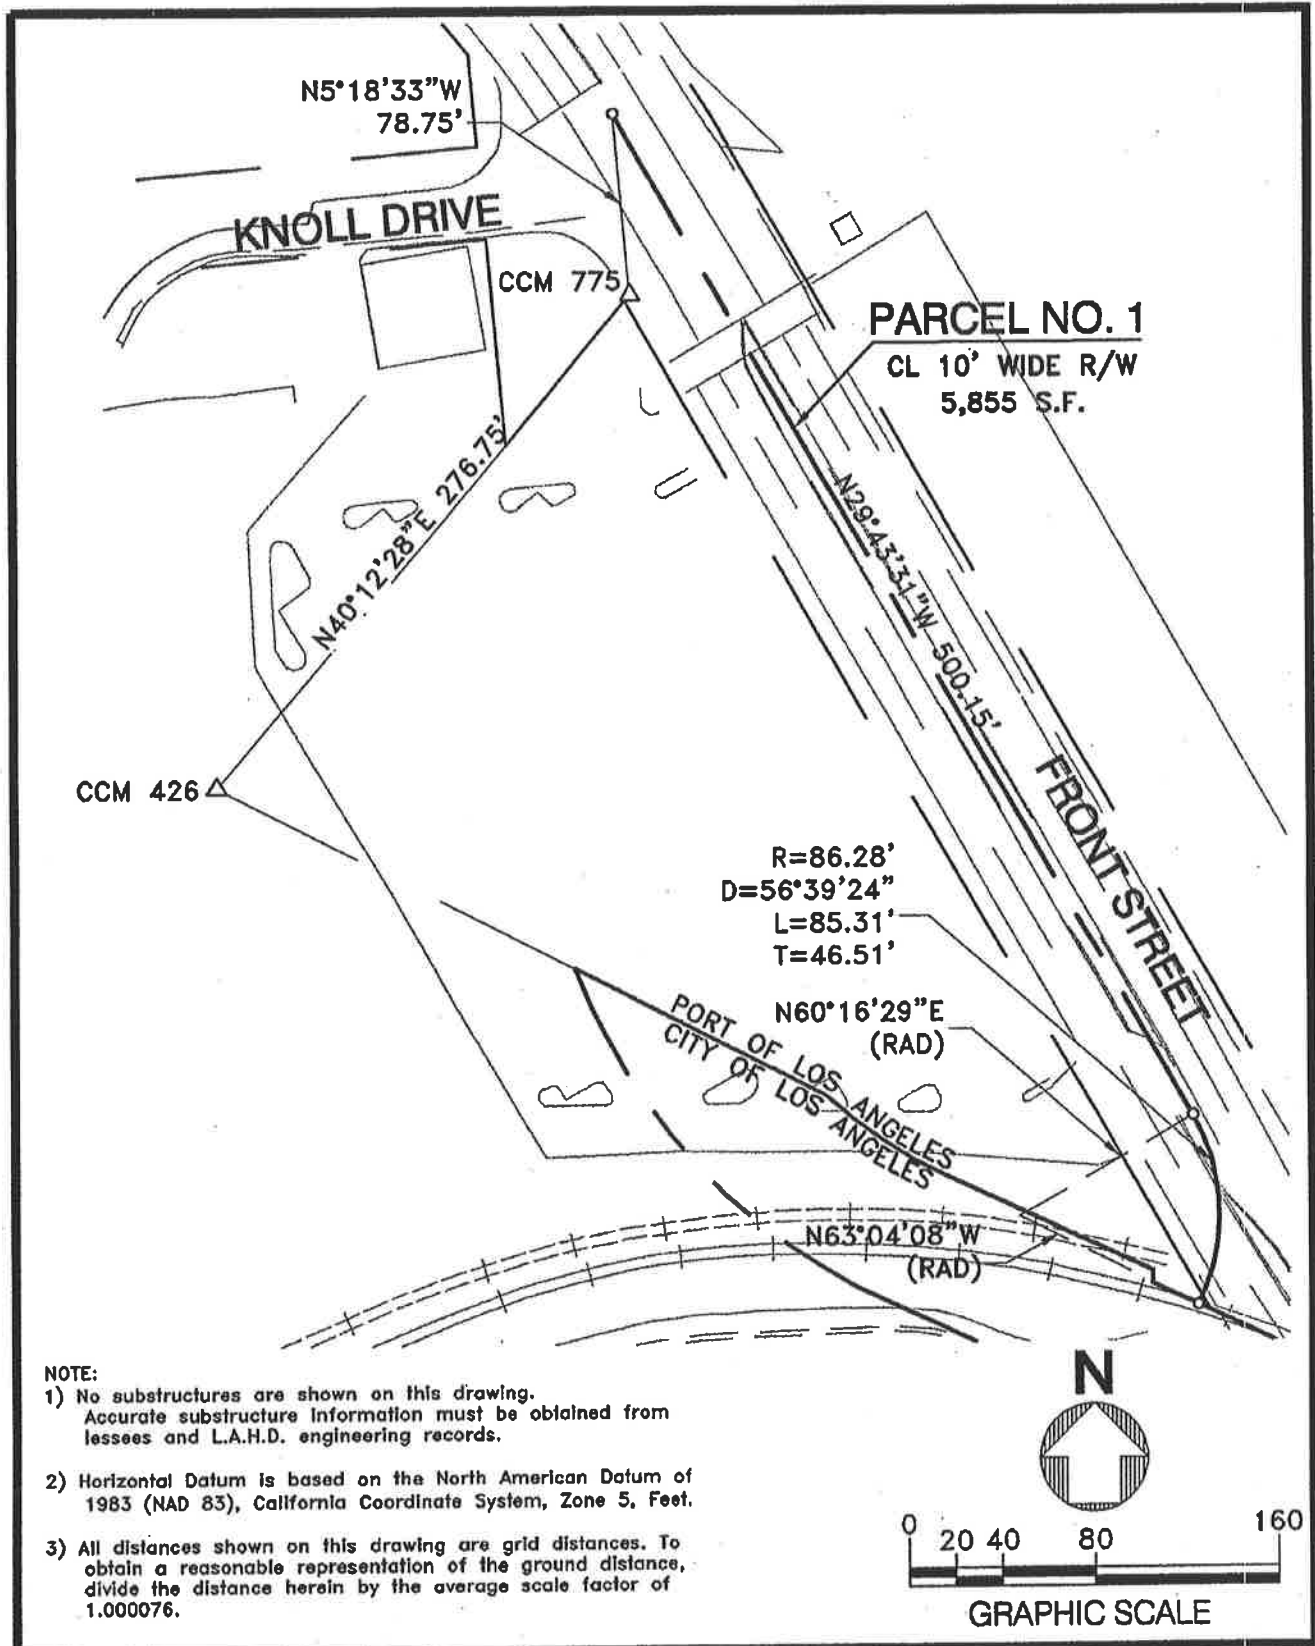 N5°18'33"W
78.75'
KNOLL DRIVE
CCM 775
PARCEL NO. 1
CL 10' WIDE R/W
5,855 S.F.
N40°12'28"E 276.75'
N29°43'31"W 500.15'
CCM 426
FRONT STREET
R=86.28'
D=56°39'24"
L=85.31'
T=46.51'
N60°16'29"E
(RAD)
PORT OF LOS ANGELES
CITY OF LOS ANGELES
N63°04'08"W
(RAD)
NOTE:
1) No substructures are shown on this drawing.
Accurate substructure information must be obtained from
lessees and L.A.H.D. engineering records.
2) Horizontal Datum is based on the North American Datum of
1983 (NAD 83), California Coordinate System, Zone 5, Feet.
3) All distances shown on this drawing are grid distances. To
obtain a reasonable representation of the ground distance,
divide the distance herein by the average scale factor of
1.000076.
N
0 20 40 80 160
GRAPHIC SCALE